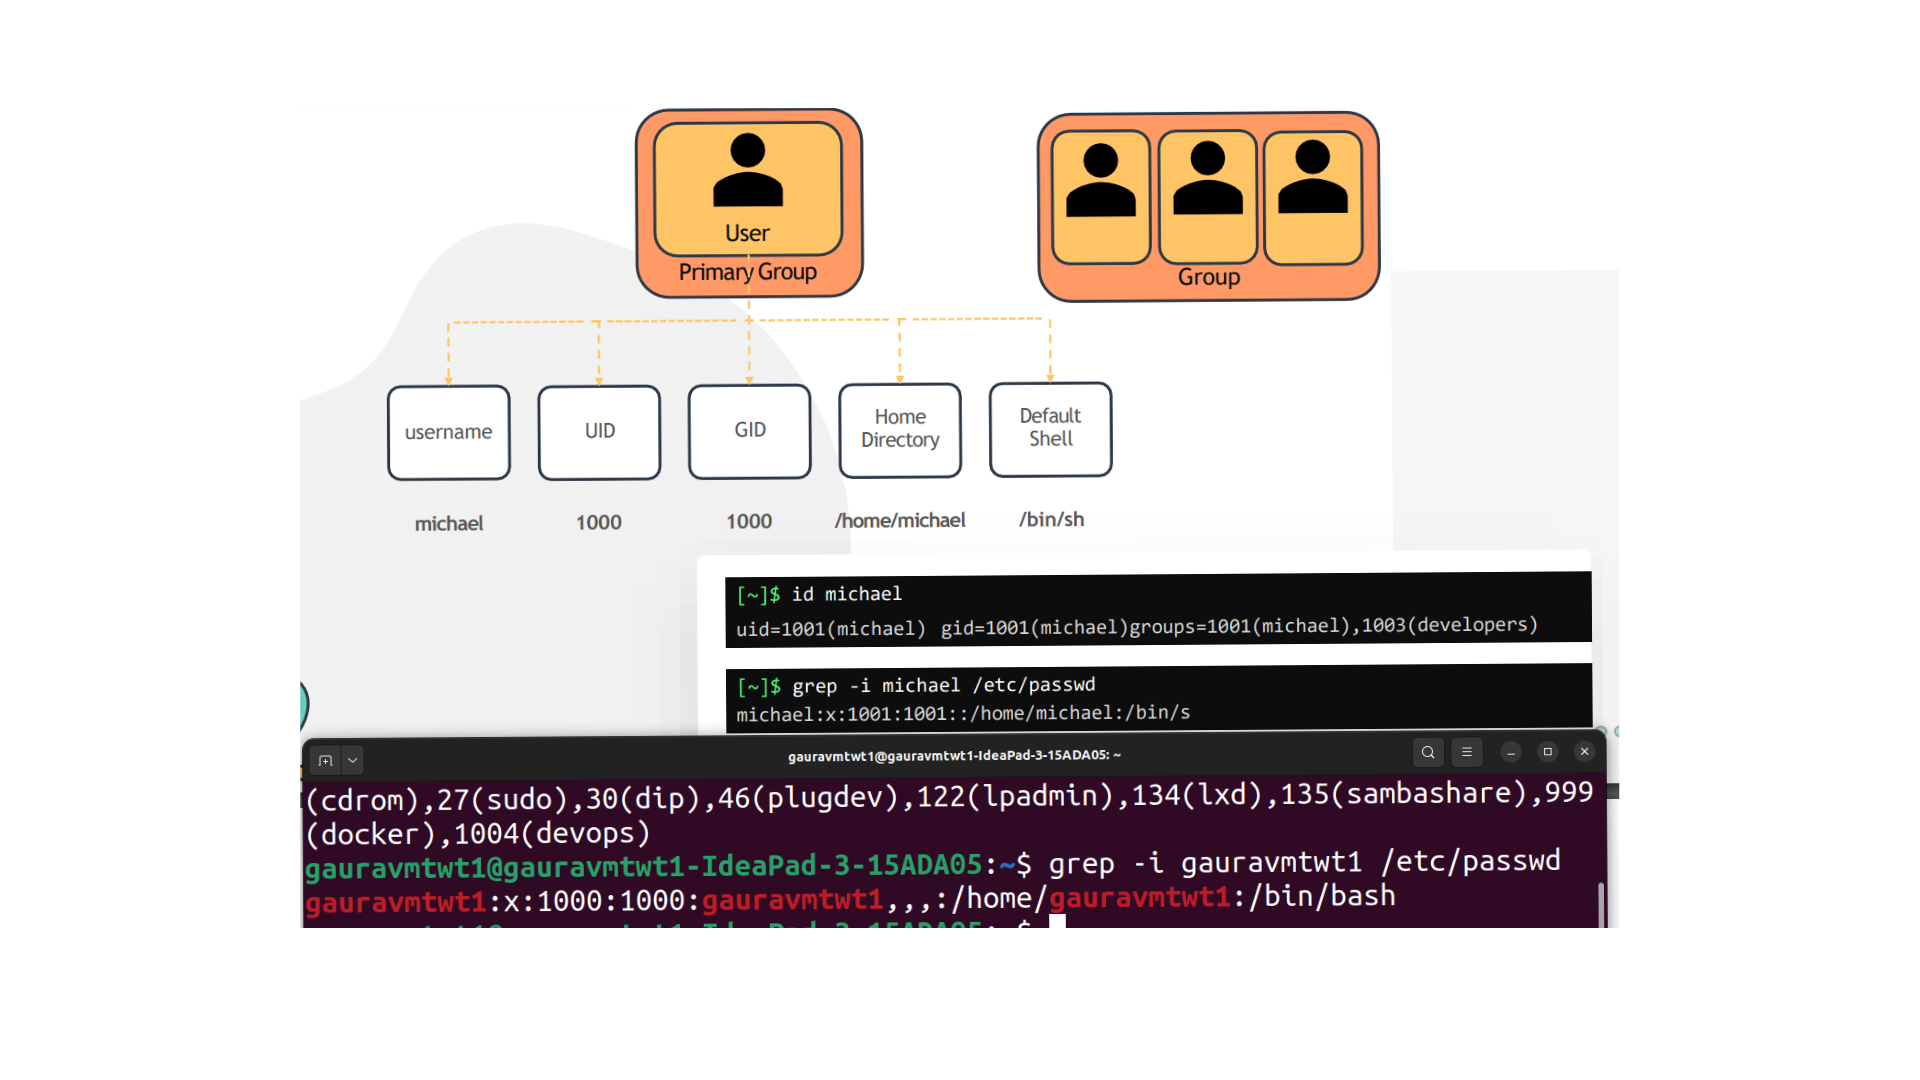 User
Primary Group
Group
username
UID
GID
Home
Directory
Default
Shell
michael
1000
1000
/home/michael
/bin/sh
[~]$ id michael
uid=1001(michael) gid=1001(michael)groups=1001(michael),1003(developers)
[~]$ grep -i michael /etc/passwd
michael:x:1001:1001::/home/michael:/bin/s
gauravmtwt1@gauravmtwt1-IdeaPad-3-15ADA05: ~
(cdrom),27(sudo),30(dip),46(plugdev),122(lpadmin),134(lxd),135(sambashare),999
(docker),1004(devops)
gauravmtwt1@gauravmtwt1-IdeaPad-3-15ADA05:~$ grep -i gauravmtwt1 /etc/passwd
gauravmtwt1:x:1000:1000:gauravmtwt1,,,:/home/gauravmtwt1:/bin/bash